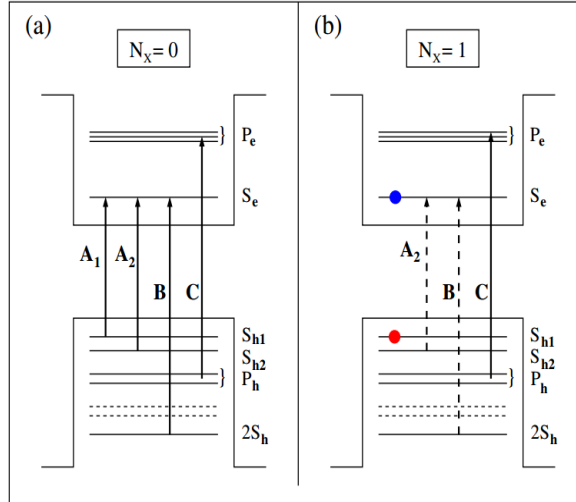 (a)
N_X = 0
} P_e
S_e
A_1
A_2
B
C
S_h1
S_h2
} P_h
2S_h
(b)
N_X = 1
} P_e
S_e
A_2
B
C
S_h1
S_h2
} P_h
2S_h